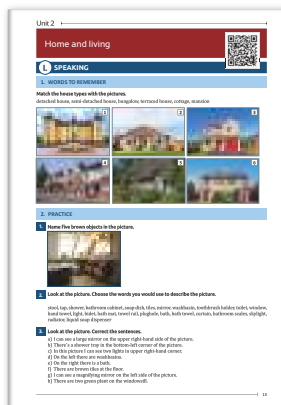 Unit 2
Home and living
L SPEAKING
1. WORDS TO REMEMBER
Match the house types with the pictures.
detached house, semi-detached house, bungalow, terraced house, cottage, mansion
1 2 3
4 5 6
2. PRACTICE
1. Name five brown objects in the picture.
2. Look at the picture. Choose the words you would use to describe the picture.
stool, tap, shower, bathroom cabinet, soap dish, tiles, mirror, washbasin, toothbrush holder, toilet, window,
hand towel, light, bidet, bath mat, towel rail, plughole, bath, bath towel, curtain, bathroom scales, skylight,
radiator, liquid soap dispenser
3. Look at the picture. Correct the sentences.
a) I can see a large mirror on the upper right-hand side of the picture.
b) There's a shower tray in the bottom-left corner of the picture.
c) In this picture I can see two lights in upper right-hand corner.
d) On the left there are washbasins.
e) On the right there is a bath.
f) There are brown tiles at the floor.
g) I can see a magnifying mirror on the left side of the picture.
h) There are two green plant on the windowsill.